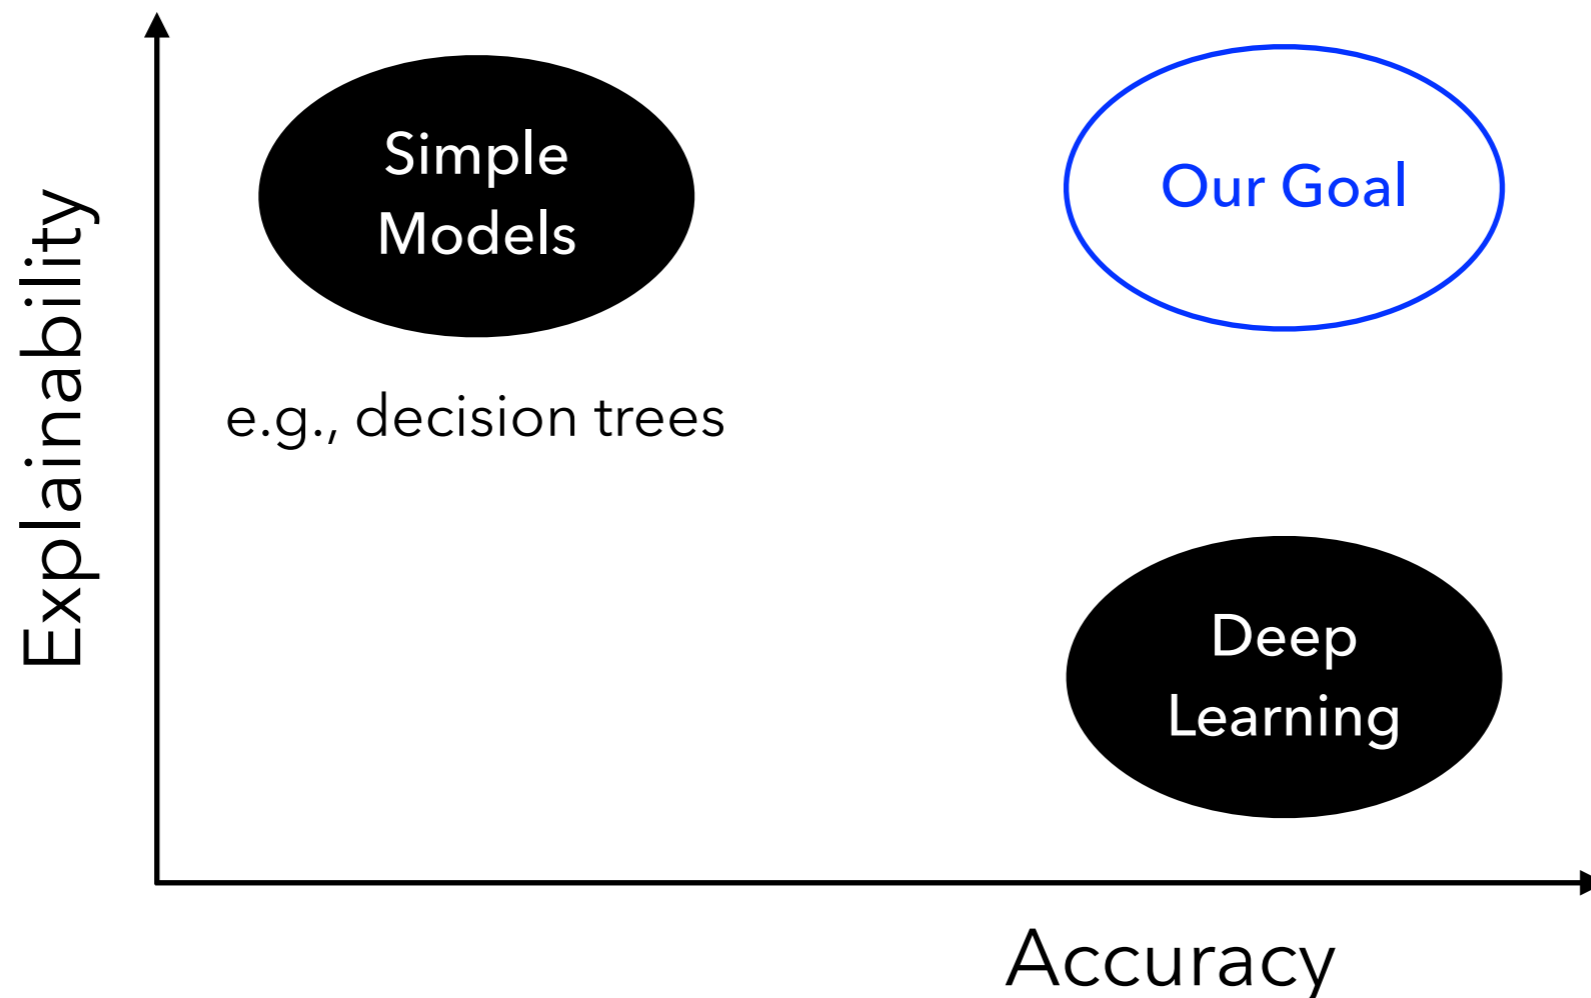 Explainability
Simple
Models
Our Goal
e.g., decision trees
Deep
Learning
Accuracy